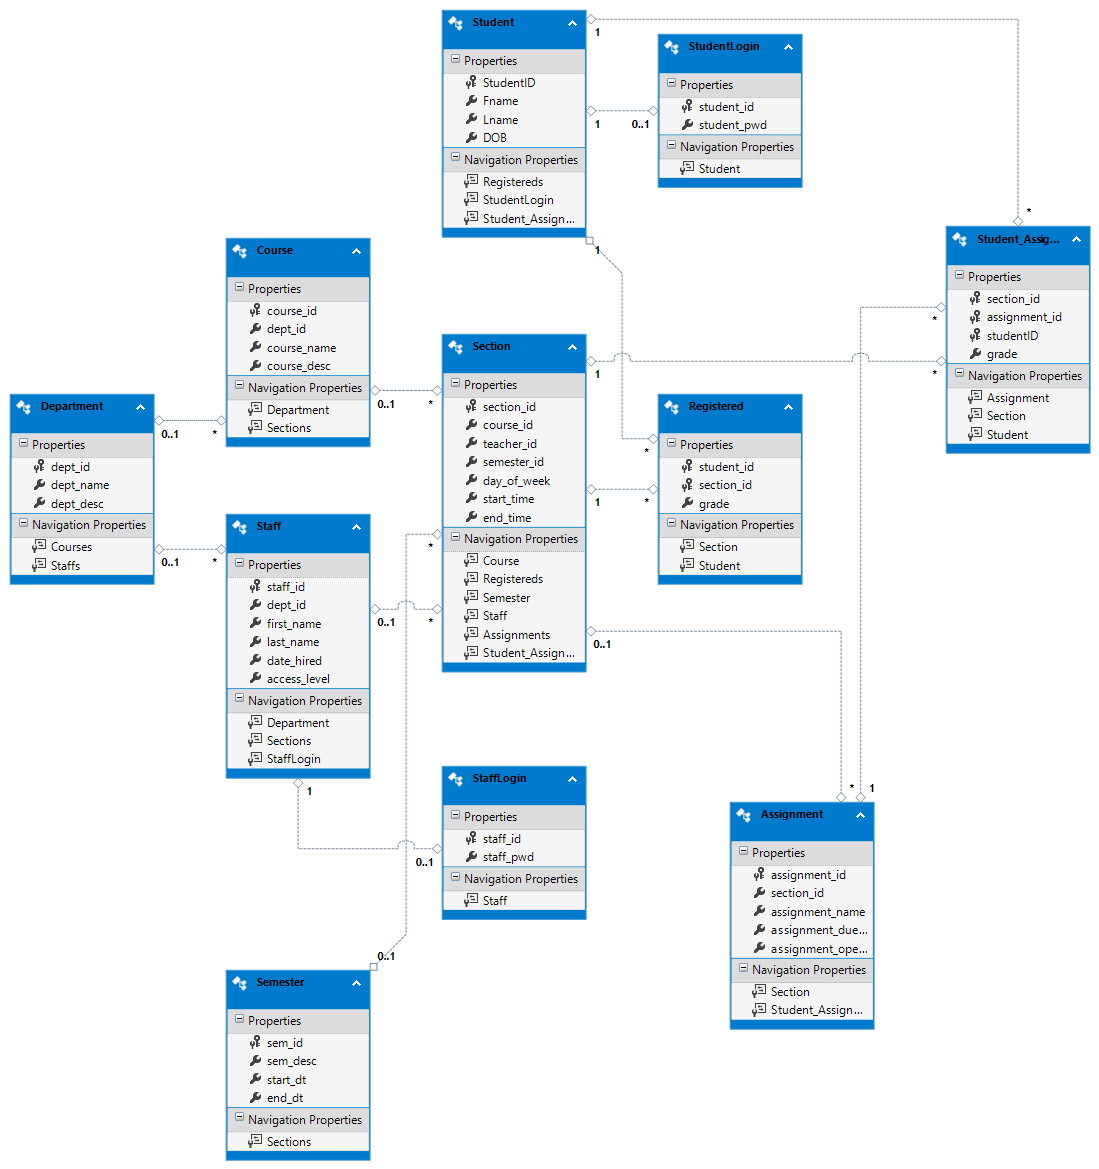 Student
Properties
StudentID
Fname
Lname
DOB
Navigation Properties
Registereds
StudentLogin
Student_Assign...
1
1
0..1
1
*
StudentLogin
Properties
student_id
student_pwd
Navigation Properties
Student
Student_Assig...
Properties
section_id
assignment_id
studentID
grade
Navigation Properties
Assignment
Section
Student
*
*
Course
Properties
course_id
dept_id
course_name
course_desc
Navigation Properties
Department
Sections
0..1
*
Section
Properties
section_id
course_id
teacher_id
semester_id
day_of_week
start_time
end_time
Navigation Properties
Course
Registereds
Semester
Staff
Assignments
Student_Assign...
1
1
*
*
0..1
Registered
Properties
student_id
section_id
grade
Navigation Properties
Section
Student
Department
Properties
dept_id
dept_name
dept_desc
Navigation Properties
Courses
Staffs
0..1
*
0..1
*
Staff
Properties
staff_id
dept_id
first_name
last_name
date_hired
access_level
Navigation Properties
Department
Sections
StaffLogin
0..1
*
*
1
0..1
StaffLogin
Properties
staff_id
staff_pwd
Navigation Properties
Staff
*
1
Assignment
Properties
assignment_id
section_id
assignment_name
assignment_due...
assignment_ope...
Navigation Properties
Section
Student_Assign...
0..1
Semester
Properties
sem_id
sem_desc
start_dt
end_dt
Navigation Properties
Sections